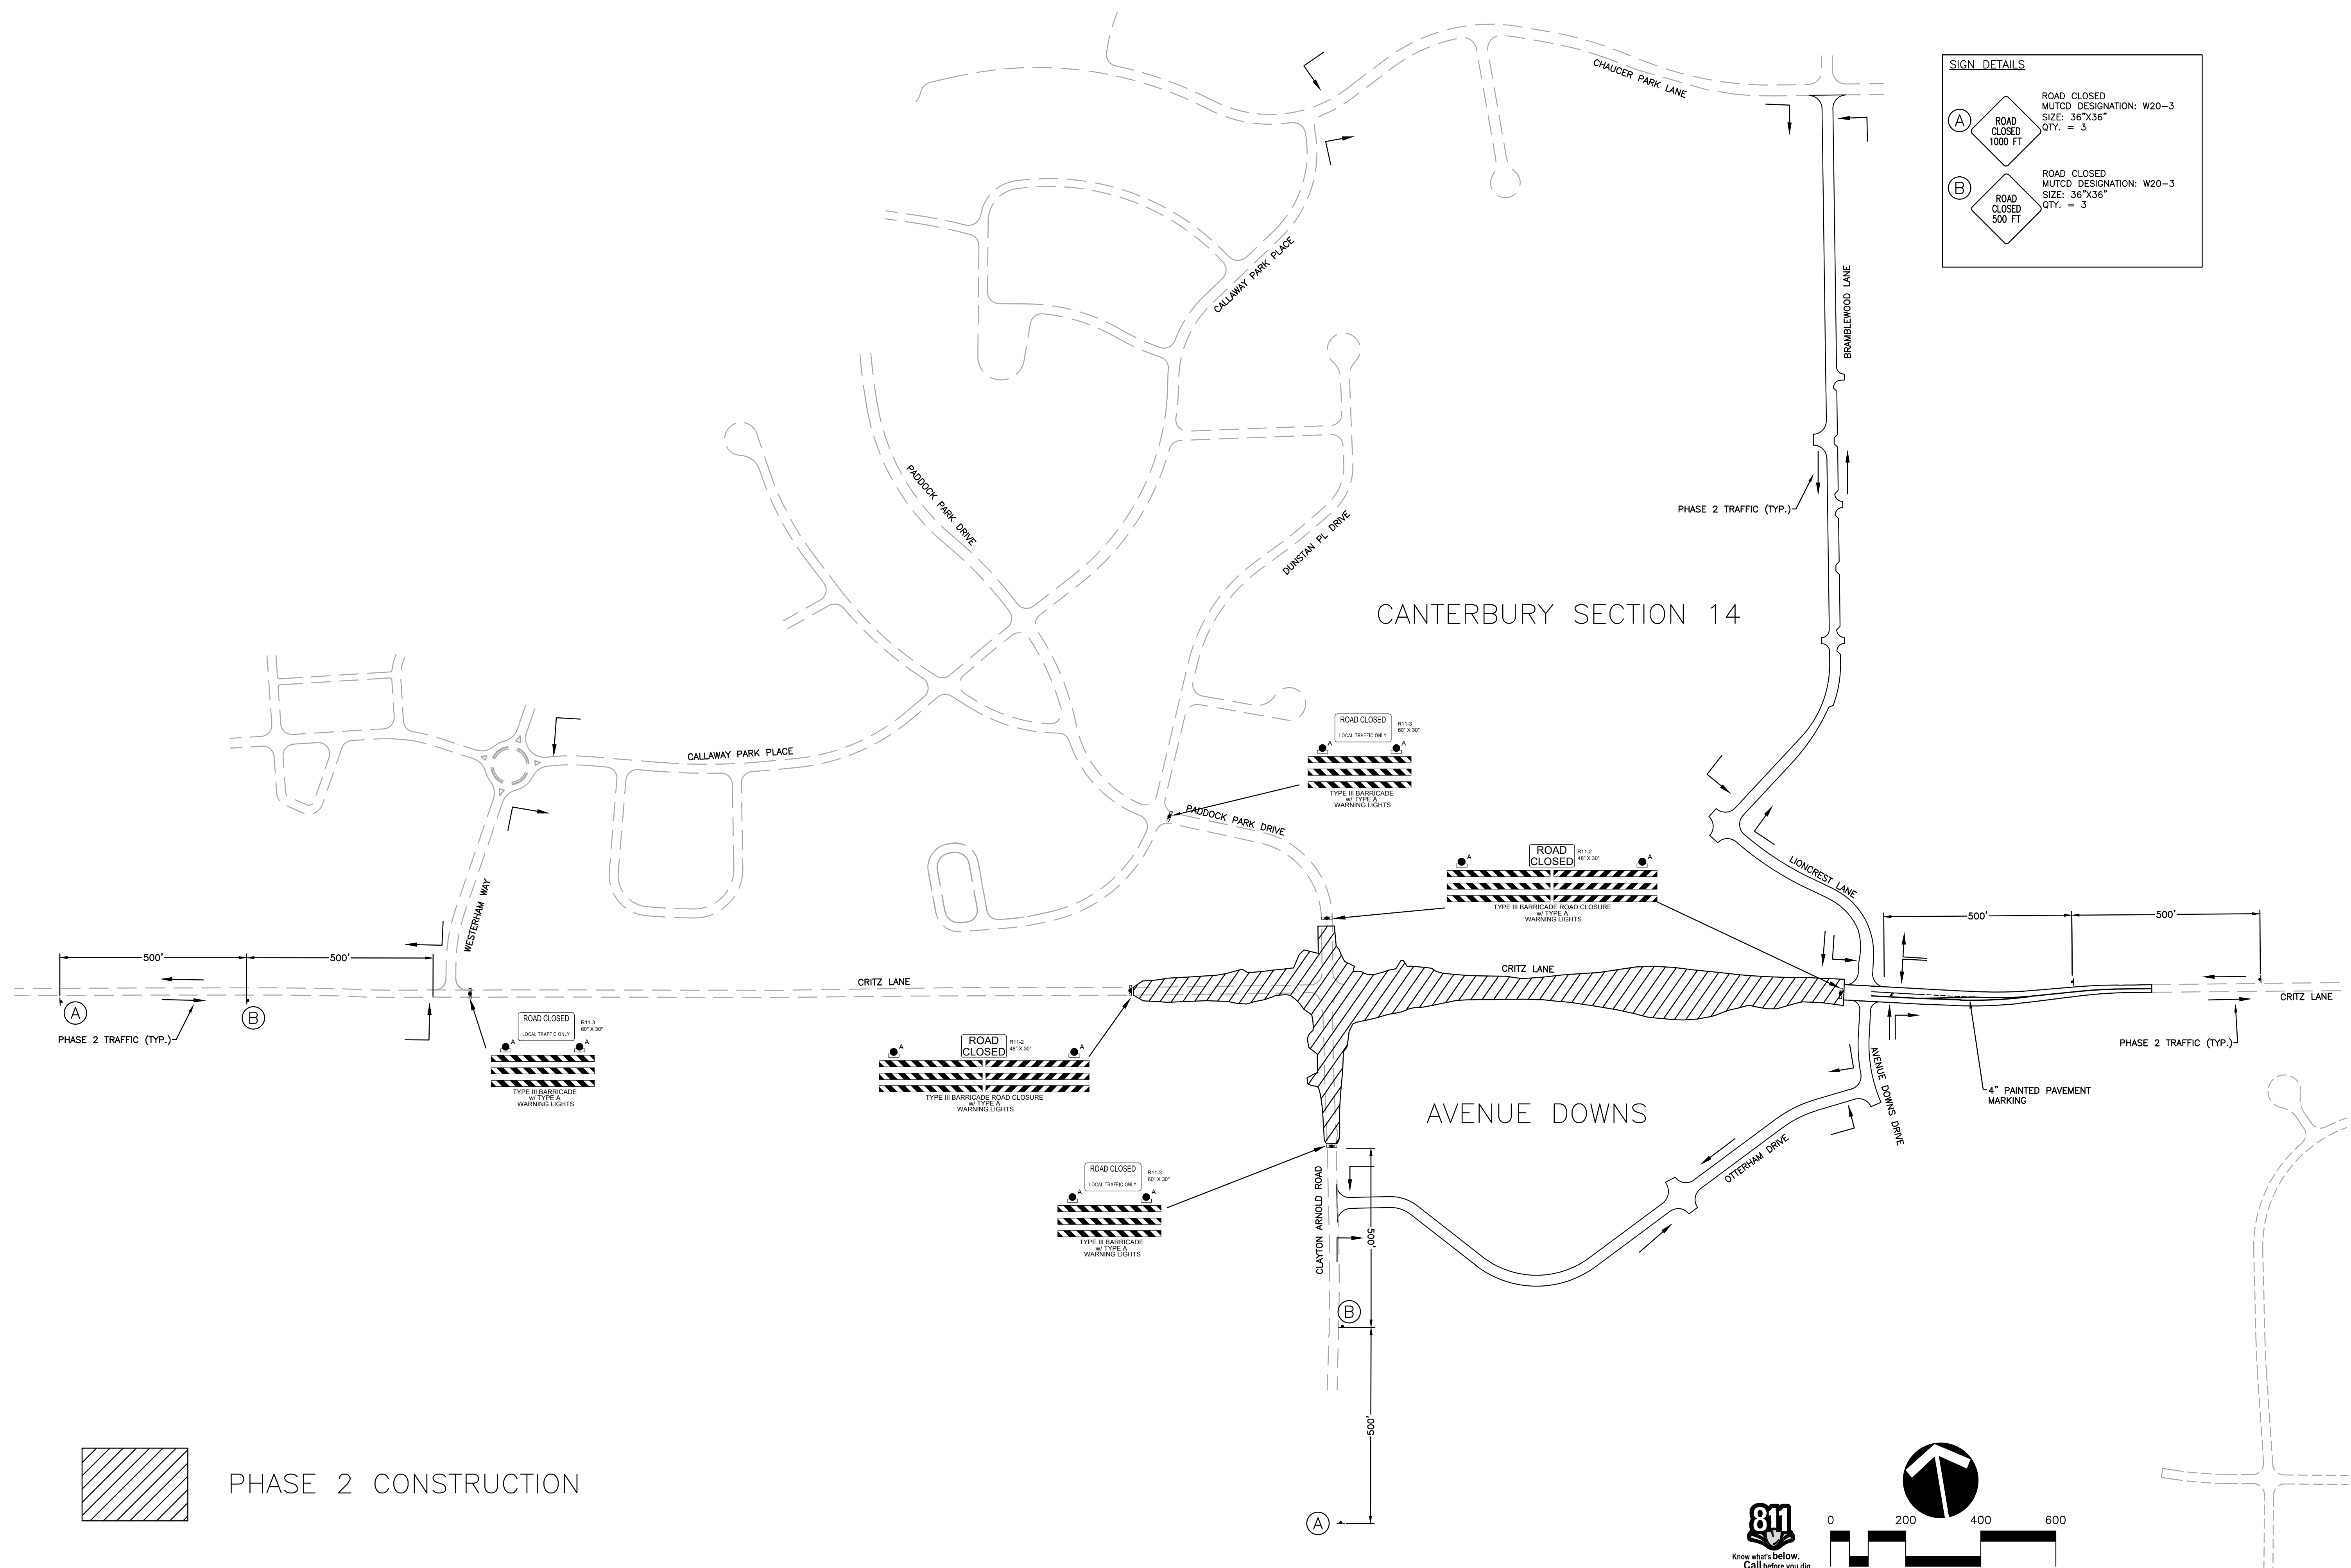 CHAUCER PARK LANE
SIGN DETAILS
A
ROAD
CLOSED
1000 FT
ROAD CLOSED
MUTCD DESIGNATION: W20-3
SIZE: 36"X36"
QTY. = 3
B
ROAD
CLOSED
500 FT
ROAD CLOSED
MUTCD DESIGNATION: W20-3
SIZE: 36"X36"
QTY. = 3
CALLAWAY PARK PLACE
BRAMBLEWOOD LANE
PADDOCK PARK DRIVE
DUNSTAN PL DRIVE
PHASE 2 TRAFFIC (TYP.)
CANTERBURY SECTION 14
CALLAWAY PARK PLACE
ROAD CLOSED
LOCAL TRAFFIC ONLY
R11-3
60" X 30"
A
A
TYPE III BARRICADE
w/ TYPE A
WARNING LIGHTS
PADDOCK PARK DRIVE
ROAD
CLOSED
R11-2
48" X 30"
A
A
TYPE III BARRICADE ROAD CLOSURE
w/ TYPE A
WARNING LIGHTS
LIONCREST LANE
WESTERHAM WAY
500'
500'
500'
500'
CRITZ LANE
CRITZ LANE
CRITZ LANE
A
B
PHASE 2 TRAFFIC (TYP.)
ROAD CLOSED
LOCAL TRAFFIC ONLY
R11-3
60" X 30"
A
A
TYPE III BARRICADE
w/ TYPE A
WARNING LIGHTS
ROAD
CLOSED
R11-2
48" X 30"
A
A
TYPE III BARRICADE ROAD CLOSURE
w/ TYPE A
WARNING LIGHTS
PHASE 2 TRAFFIC (TYP.)
4" PAINTED PAVEMENT
MARKING
AVENUE DOWNS DRIVE
AVENUE DOWNS
OTTERHAM DRIVE
ROAD CLOSED
LOCAL TRAFFIC ONLY
R11-3
60" X 30"
A
A
TYPE III BARRICADE
w/ TYPE A
WARNING LIGHTS
CLAYTON ARNOLD ROAD
500'
B
500'
A
PHASE 2 CONSTRUCTION
811
Know what's below.
Call before you dig
0 200 400 600